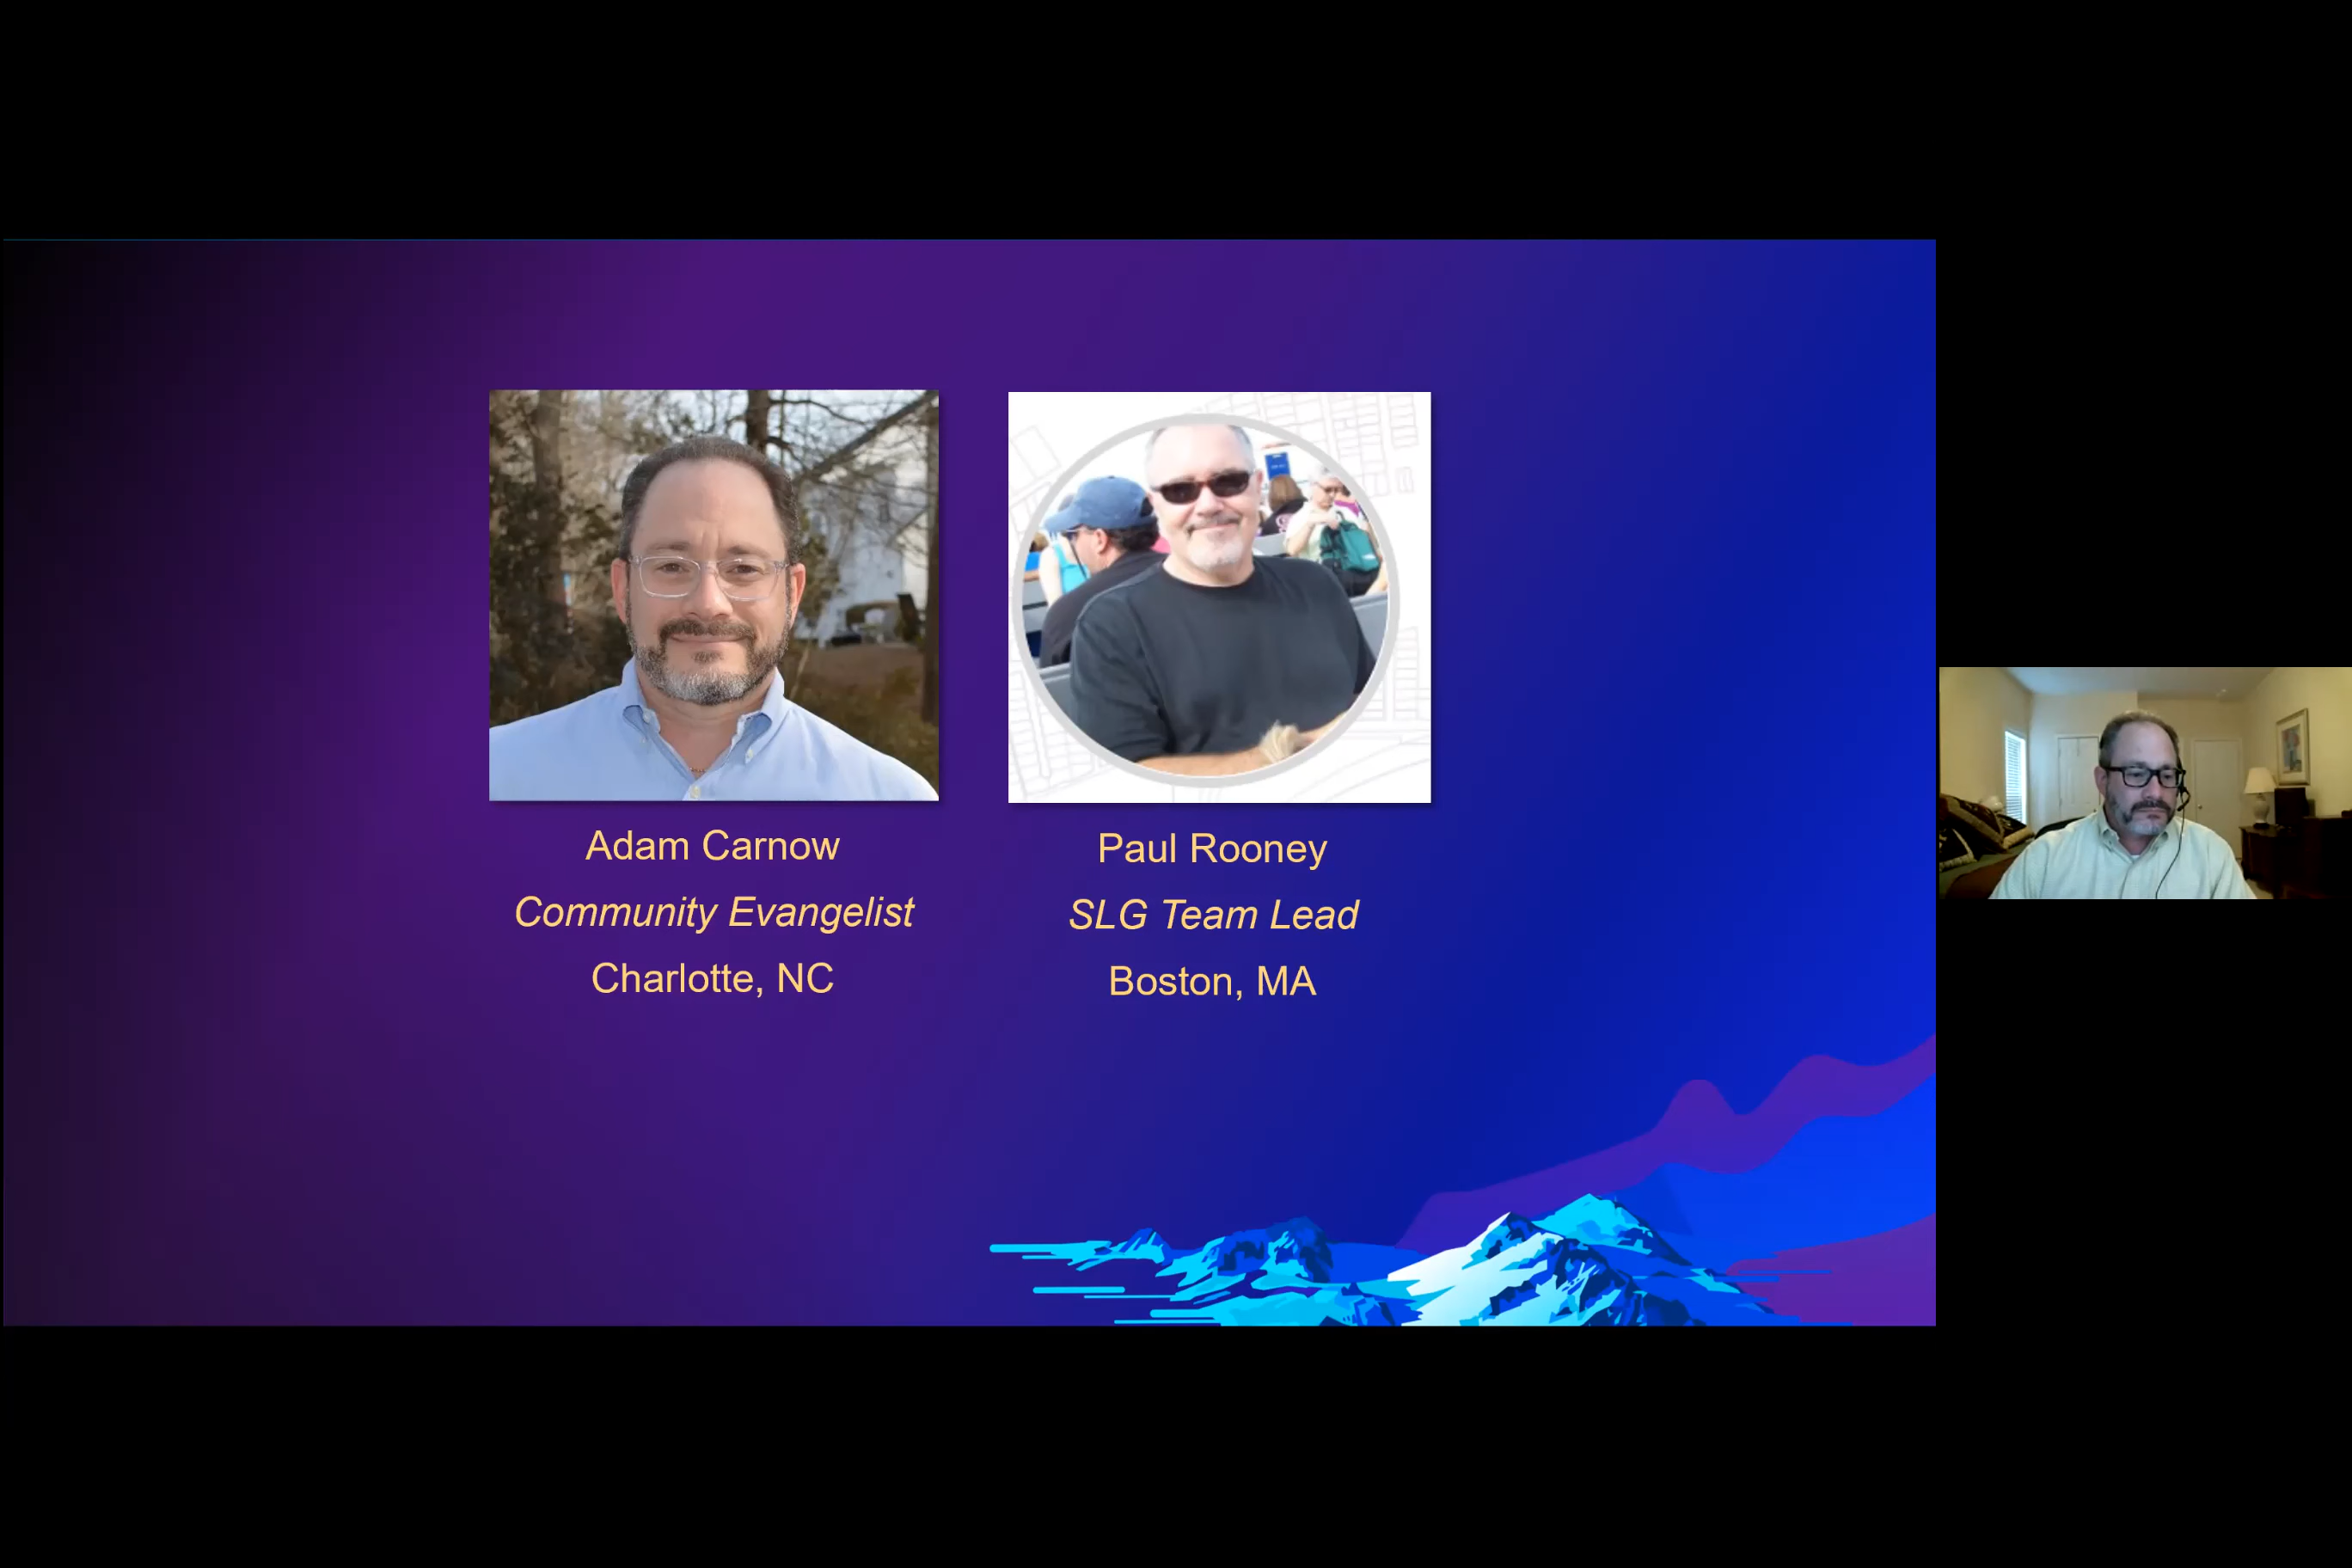 Adam Carnow
Community Evangelist
Charlotte, NC
Paul Rooney
SLG Team Lead
Boston, MA